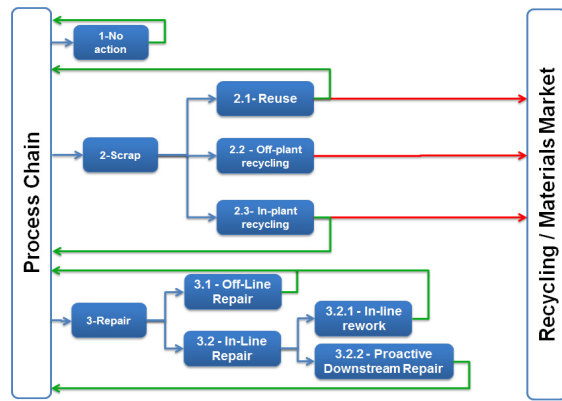 Process Chain
1-No
action
2-Scrap
2.1- Reuse
2.2 - Off-plant
recycling
2.3- In-plant
recycling
3-Repair
3.1 - Off-Line
Repair
3.2 - In-Line
Repair
3.2.1 - In-line
rework
3.2.2 - Proactive
Downstream Repair
Recycling / Materials Market